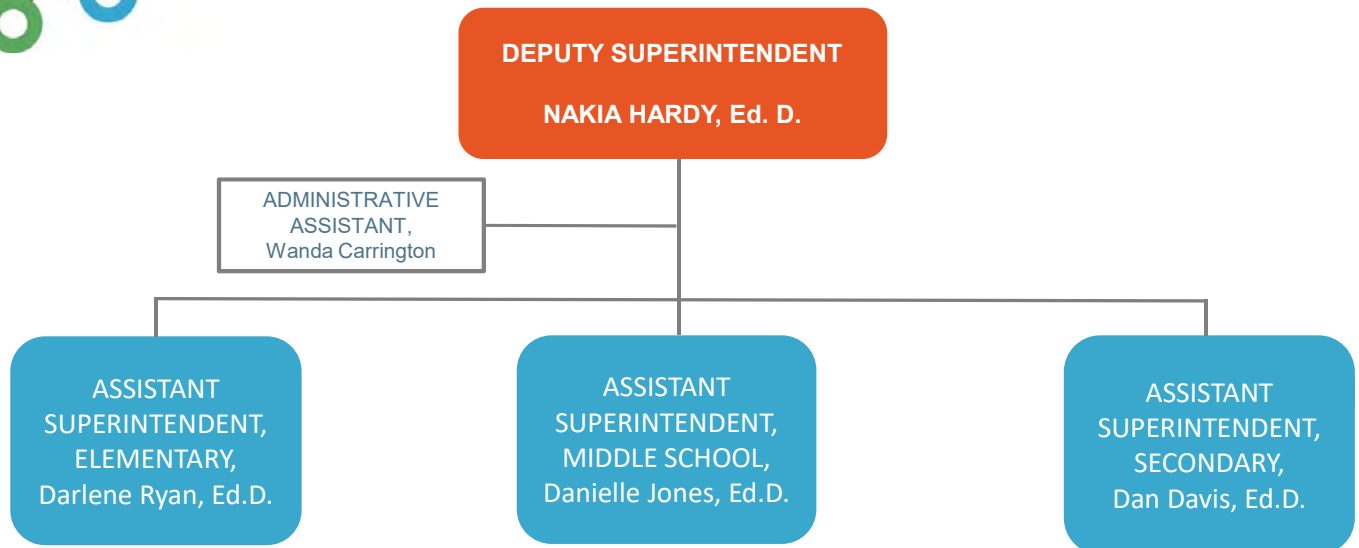 DEPUTY SUPERINTENDENT
NAKIA HARDY, Ed. D.
ADMINISTRATIVE
ASSISTANT,
Wanda Carrington
ASSISTANT
SUPERINTENDENT,
ELEMENTARY,
Darlene Ryan, Ed.D.
ASSISTANT
SUPERINTENDENT,
MIDDLE SCHOOL,
Danielle Jones, Ed.D.
ASSISTANT
SUPERINTENDENT,
SECONDARY,
Dan Davis, Ed.D.